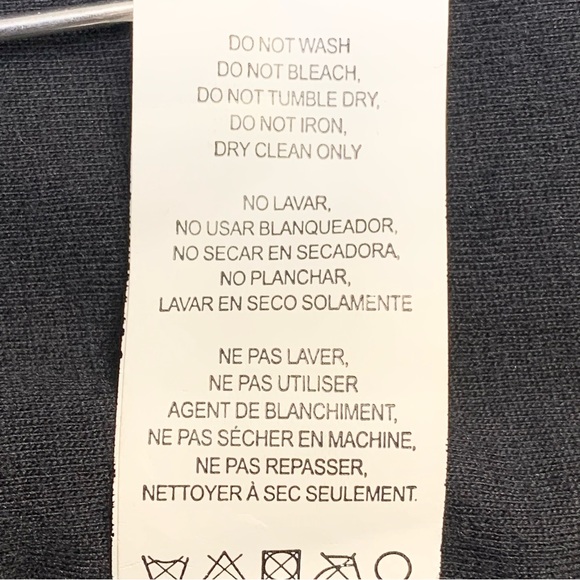 DO NOT WASH
DO NOT BLEACH,
DO NOT TUMBLE DRY,
DO NOT IRON,
DRY CLEAN ONLY
NO LAVAR,
NO USAR BLANQUEADOR,
NO SECAR EN SECADORA,
NO PLANCHAR,
LAVAR EN SECO SOLAMENTE
NE PAS LAVER,
NE PAS UTILISER
AGENT DE BLANCHIMENT,
NE PAS SÉCHER EN MACHINE,
NE PAS REPASSER,
NETTOYER À SEC SEULEMENT.